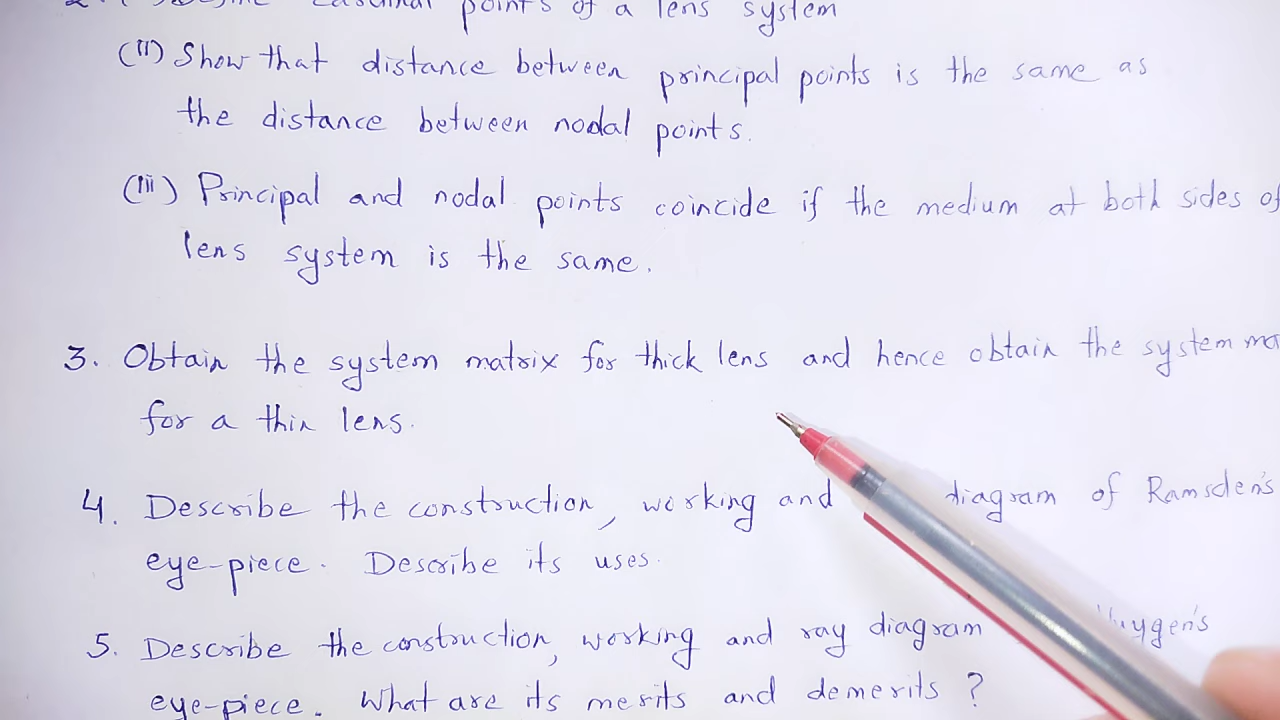 points of a lens system
(ii) Show that distance between principal points is the same as
the distance between nodal points.
(iii) Principal and nodal points coincide if the medium at both sides of
lens system is the same.
3. Obtain the system matrix for thick lens and hence obtain the system
for a thin lens.
4. Describe the construction, working and diagram of Ramsden's
eye-piece. Describe its uses.
5. Describe the construction, working and ray diagram
eye-piece. What are its merits and demerits ?